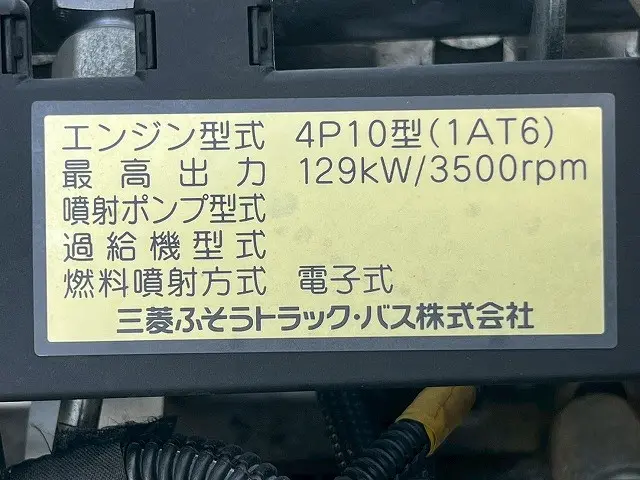 エンジン型式 4P10型(1AT6)
最高出力 129kW/3500rpm
噴射ポンプ型式
過給機型式
燃料噴射方式 電子式
三菱ふそうトラック・バス株式会社